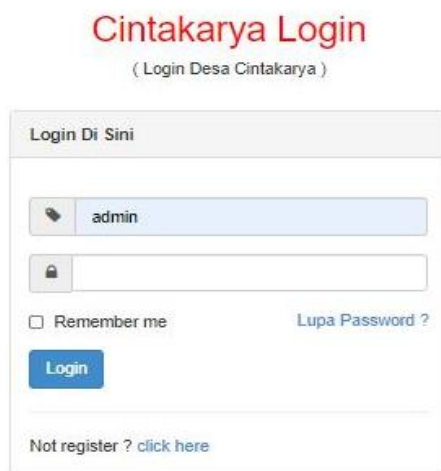 Cintakarya Login
( Login Desa Cintakarya )
Login Di Sini
admin
Remember me
Lupa Password ?
Login
Not register ? click here